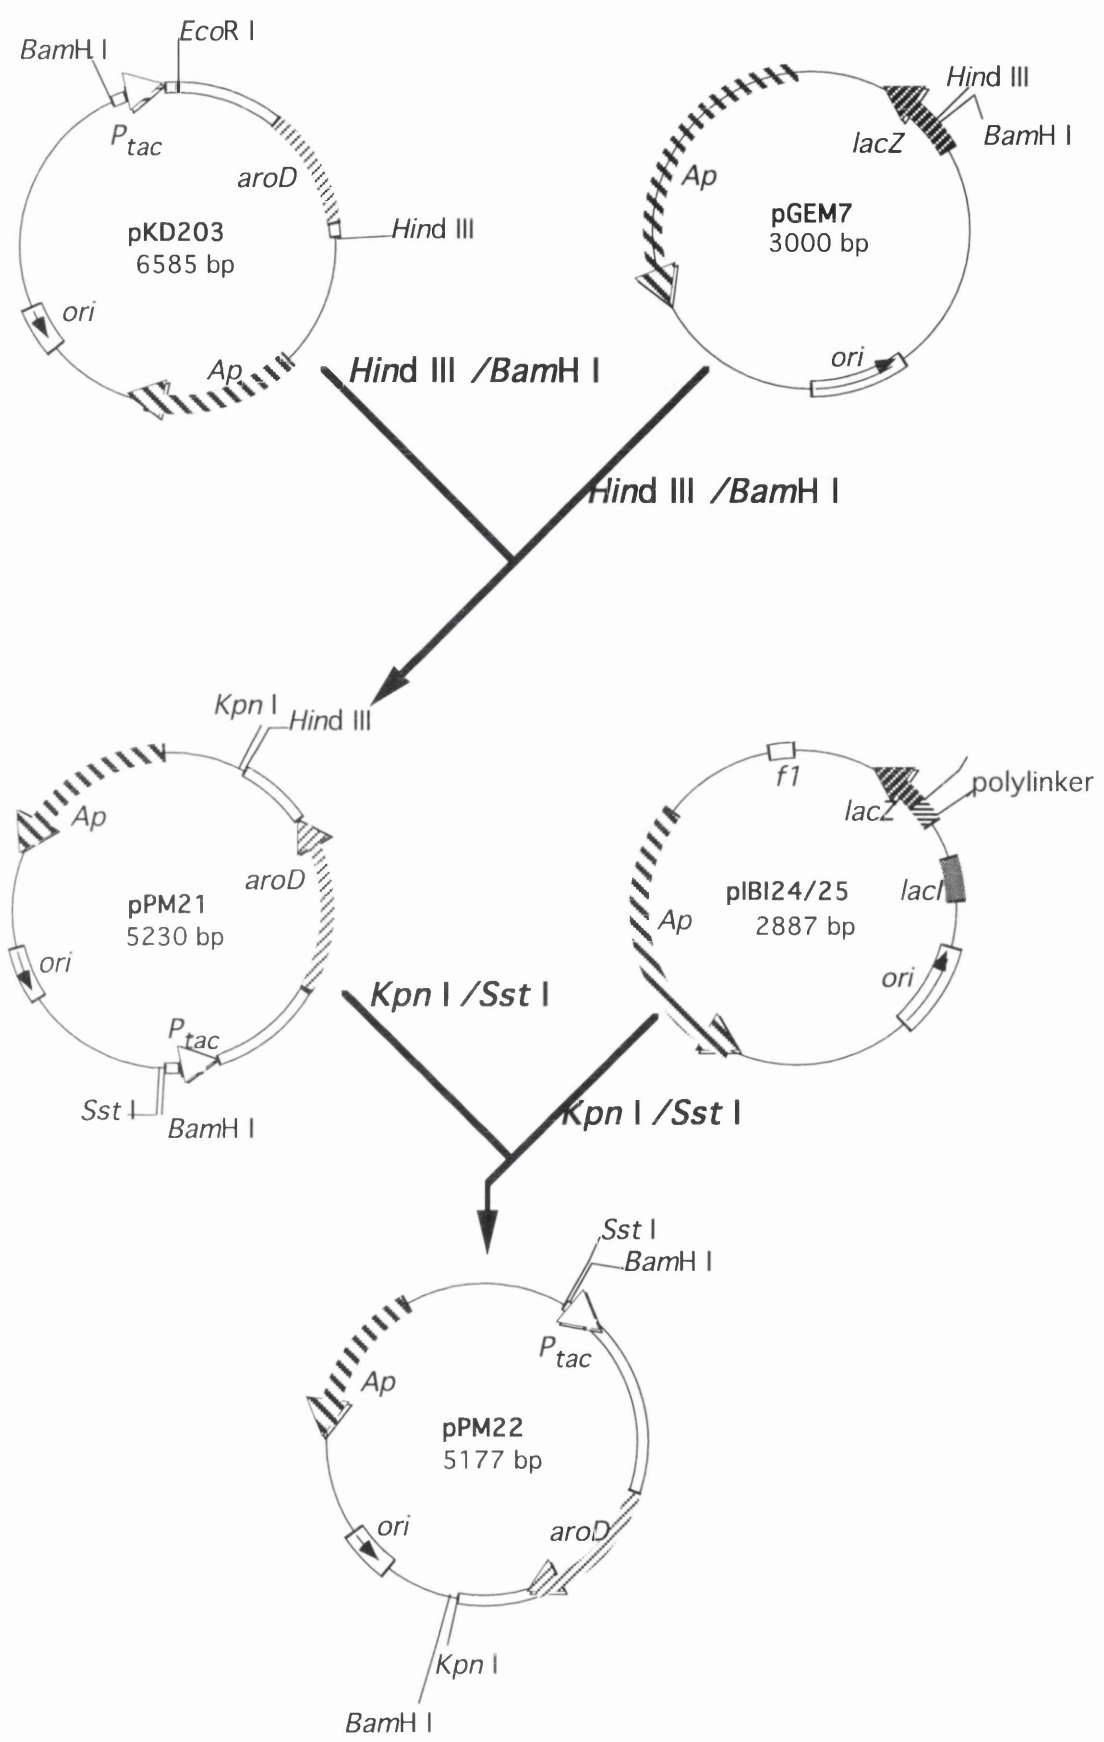 EcoR I
BamH I
Ptac
aroD
pKD203
6585 bp
Hind III
ori
Ap
Hind III
BamH I
lacZ
Ap
pGEM7
3000 bp
ori
Hind III /BamH I
Hind III /BamH I
Kpn I
Hind III
Ap
aroD
pPM21
5230 bp
ori
Ptac
Sst I
BamH I
f1
polylinker
lacZ
lacI
pIBI24/25
2887 bp
Ap
ori
Kpn I /Sst I
Kpn I /Sst I
Sst I
BamH I
Ptac
Ap
pPM22
5177 bp
ori
aroD
Kpn I
BamH I